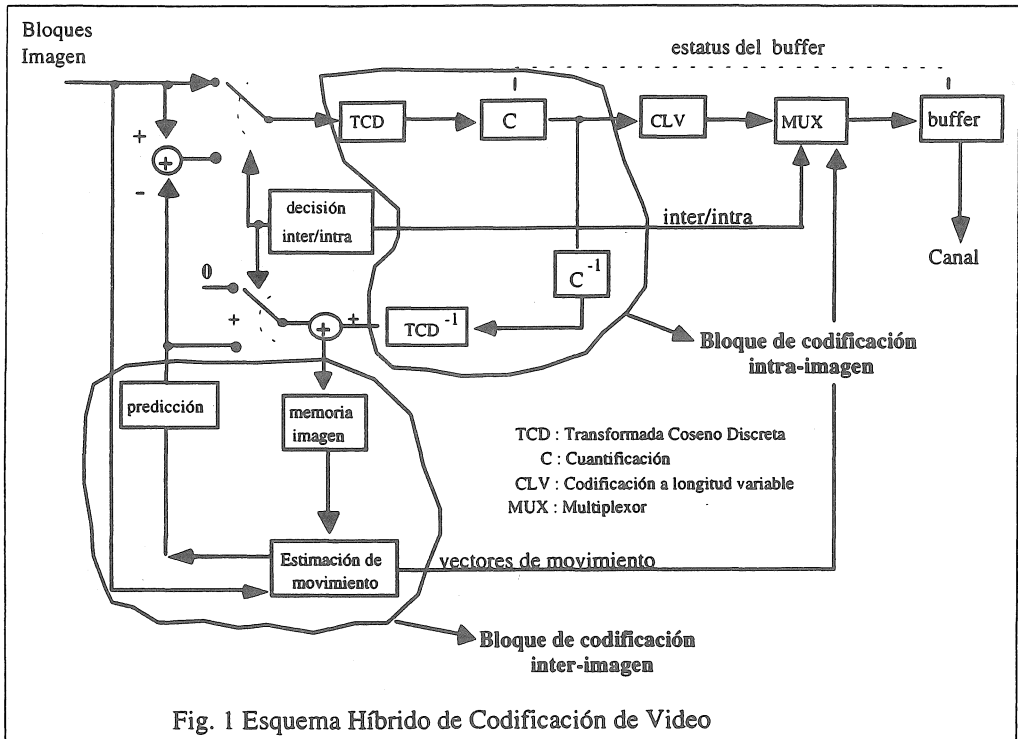 Bloques
Imagen
estatus del buffer
TCD
C
CLV
MUX
buffer
+
+
-
decisión
inter/intra
inter/intra
Canal
0
+
+
+
C -1
TCD -1
Bloque de codificación
intra-imagen
predicción
memoria
imagen
TCD : Transformada Coseno Discreta
C : Cuantificación
CLV : Codificación a longitud variable
MUX : Multiplexor
Estimación de
movimiento
vectores de movimiento
Bloque de codificación
inter-imagen
Fig. 1 Esquema Híbrido de Codificación de Video